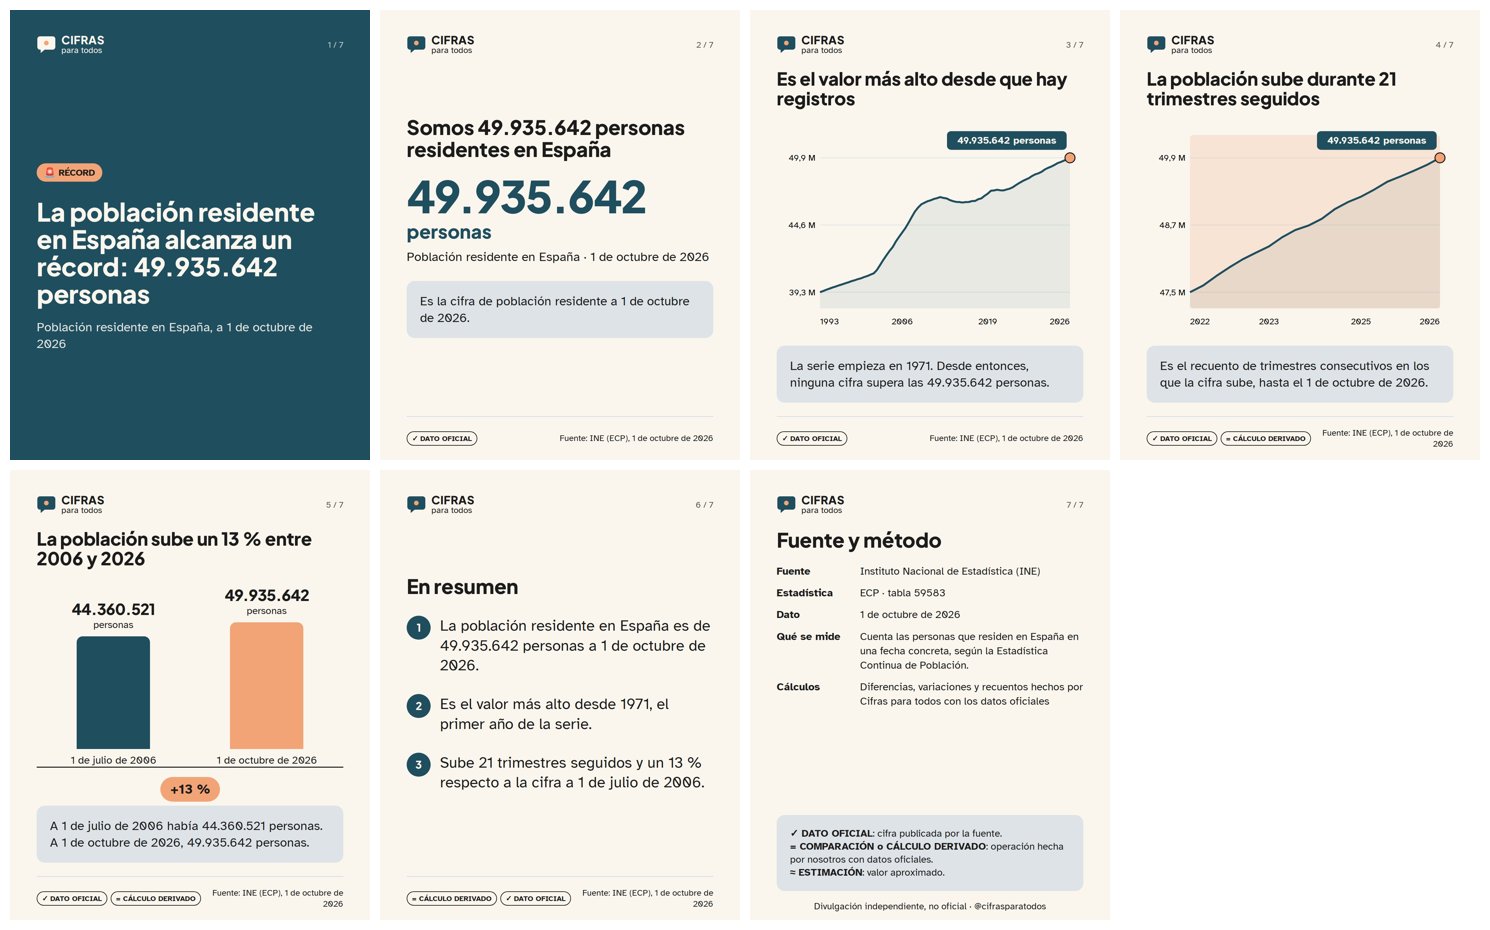 CIFRAS
para todos
1 / 7
🚨 RÉCORD
La población residente
en España alcanza un
récord: 49.935.642
personas
Población residente en España, a 1 de octubre de
2026
CIFRAS
para todos
2 / 7
Somos 49.935.642 personas
residentes en España
49.935.642
personas
Población residente en España · 1 de octubre de 2026
Es la cifra de población residente a 1 de octubre
de 2026.
✓ DATO OFICIAL
Fuente: INE (ECP), 1 de octubre de 2026
CIFRAS
para todos
3 / 7
Es el valor más alto desde que hay
registros
49.935.642 personas
49,9 M
44,6 M
39,3 M
1993
2006
2019
2026
La serie empieza en 1971. Desde entonces,
ninguna cifra supera las 49.935.642 personas.
✓ DATO OFICIAL
Fuente: INE (ECP), 1 de octubre de 2026
CIFRAS
para todos
4 / 7
La población sube durante 21
trimestres seguidos
49.935.642 personas
49,9 M
48,7 M
47,5 M
2022
2023
2025
2026
Es el recuento de trimestres consecutivos en los
que la cifra sube, hasta el 1 de octubre de 2026.
✓ DATO OFICIAL
= CÁLCULO DERIVADO
Fuente: INE (ECP), 1 de octubre de
2026
CIFRAS
para todos
5 / 7
La población sube un 13 % entre
2006 y 2026
44.360.521
personas
49.935.642
personas
1 de julio de 2006
1 de octubre de 2026
+13 %
A 1 de julio de 2006 había 44.360.521 personas.
A 1 de octubre de 2026, 49.935.642 personas.
✓ DATO OFICIAL
= CÁLCULO DERIVADO
Fuente: INE (ECP), 1 de octubre de
2026
CIFRAS
para todos
6 / 7
En resumen
1 La población residente en España es de
49.935.642 personas a 1 de octubre de
2026.
2 Es el valor más alto desde 1971, el
primer año de la serie.
3 Sube 21 trimestres seguidos y un 13 %
respecto a la cifra a 1 de julio de 2006.
= CÁLCULO DERIVADO
✓ DATO OFICIAL
Fuente: INE (ECP), 1 de octubre de
2026
CIFRAS
para todos
7 / 7
Fuente y método
Fuente Instituto Nacional de Estadística (INE)
Estadística ECP · tabla 59583
Dato 1 de octubre de 2026
Qué se mide Cuenta las personas que residen en España en
una fecha concreta, según la Estadística
Continua de Población.
Cálculos Diferencias, variaciones y recuentos hechos por
Cifras para todos con los datos oficiales
✓ DATO OFICIAL: cifra publicada por la fuente.
= COMPARACIÓN o CÁLCULO DERIVADO: operación hecha
por nosotros con datos oficiales.
≈ ESTIMACIÓN: valor aproximado.
Divulgación independiente, no oficial · @cifrasparatodos